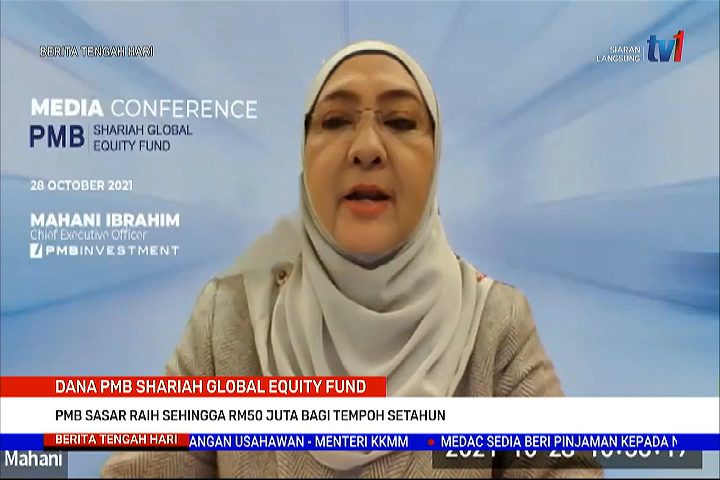 BERITA TENGAH HARI
SIARAN
LANGSUNG
tv1
MEDIA CONFERENCE
PMB
SHARIAH GLOBAL
EQUITY FUND
28 OCTOBER 2021
MAHANI IBRAHIM
Chief Executive Officer
PMBINVESTMENT
DANA PMB SHARIAH GLOBAL EQUITY FUND
PMB SASAR RAIH SEHINGGA RM50 JUTA BAGI TEMPOH SETAHUN
BERITA TENGAH HARI ANGAN USAHAWAN - MENTERI KKMM • MEDAC SEDIA BERI PINJAMAN KEPADA
Mahani